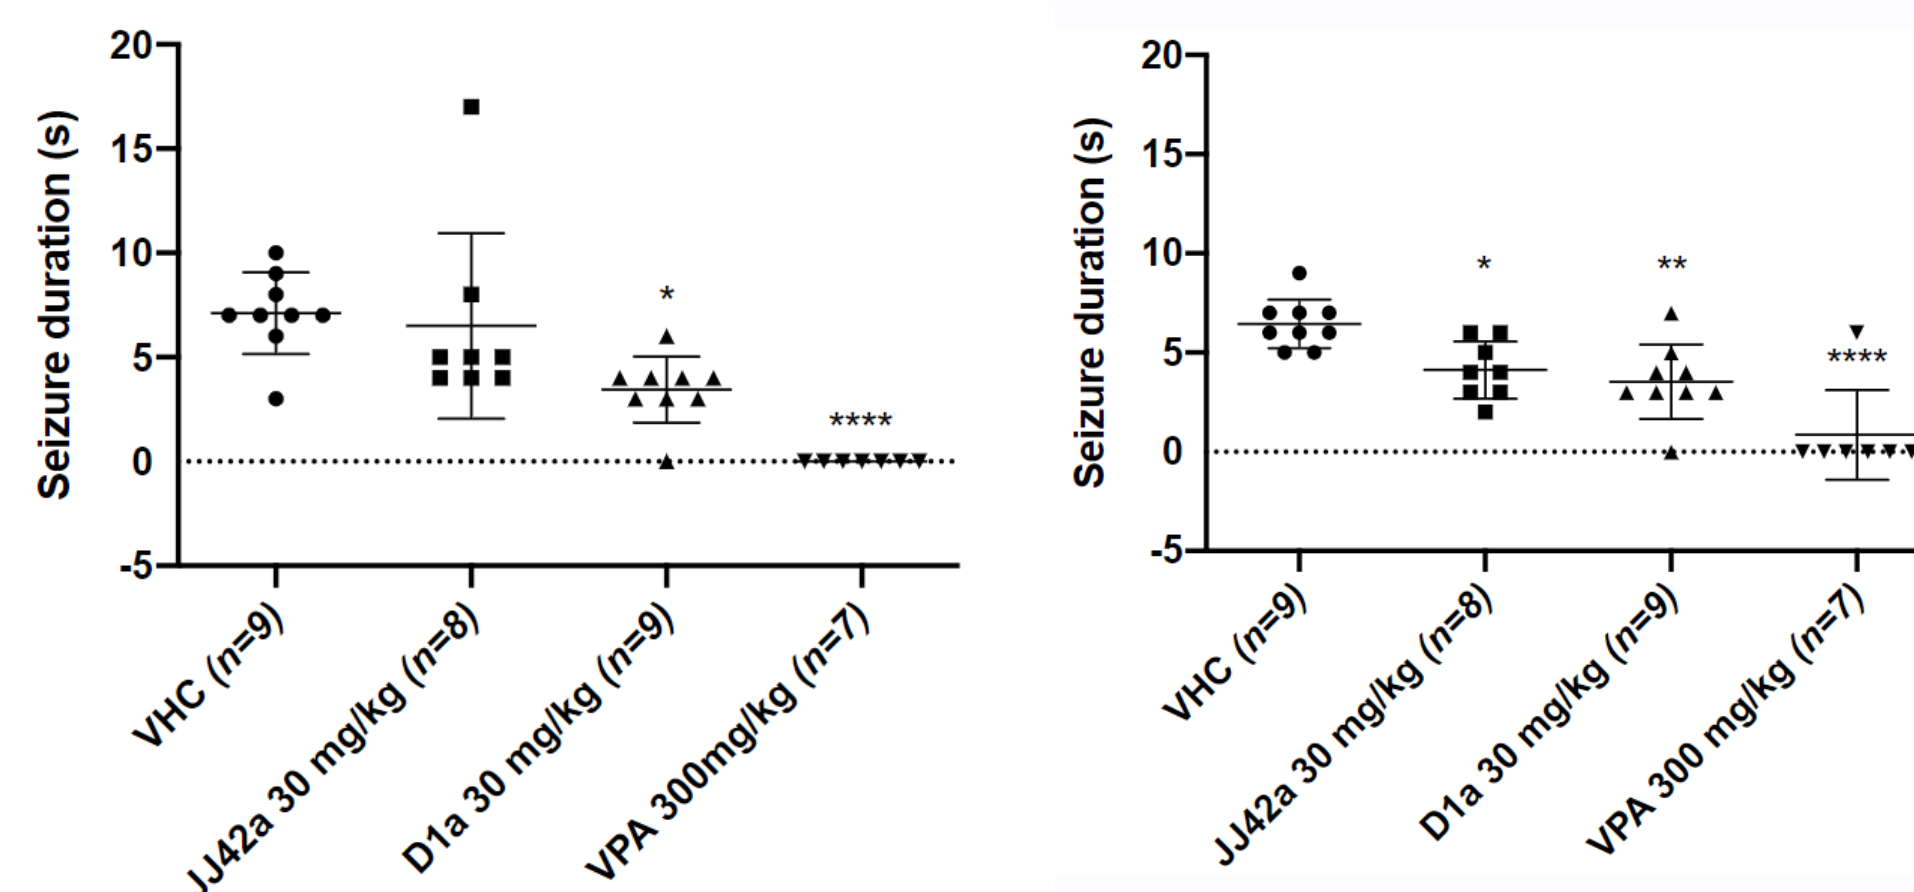 Seizure duration (s)
20
15
10
5
0
-5
*
****
VHC (n=9)
JJ42a 30 mg/kg (n=8)
D1a 30 mg/kg (n=9)
VPA 300mg/kg (n=7)
Seizure duration (s)
20
15
10
5
0
-5
*
**
****
VHC (n=9)
JJ42a 30 mg/kg (n=8)
D1a 30 mg/kg (n=9)
VPA 300 mg/kg (n=7)